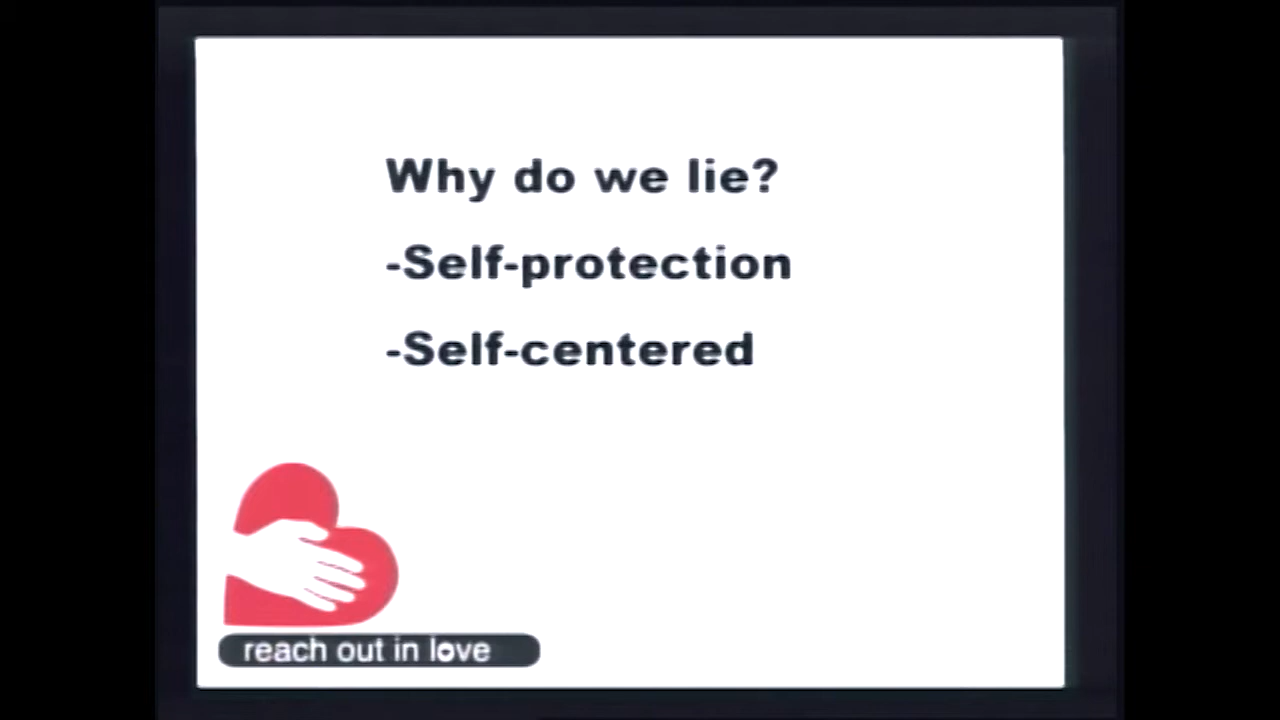 Why do we lie?
-Self-protection
-Self-centered
reach out in love